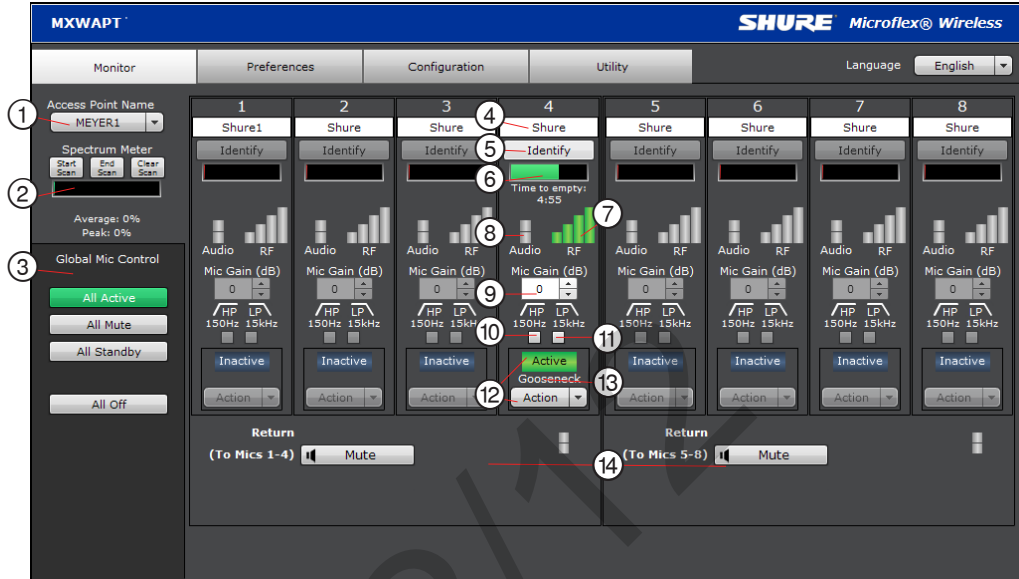 MXWAPT
SHURE Microflex® Wireless
Monitor Preferences Configuration Utility Language English
Access Point Name
1 MEYER1
Spectrum Meter
Start Scan End Scan Clear Scan
2
Average: 0%
Peak: 0%
3 Global Mic Control
All Active
All Mute
All Standby
All Off
1 2 3 4 5 6 7 8
Shure1 Shure Shure 4 Shure Shure Shure Shure Shure
Identify Identify Identify 5 Identify Identify Identify Identify Identify
6
Time to empty:
4:55
7
8
Audio RF Audio RF Audio RF Audio RF Audio RF Audio RF Audio RF Audio RF
Mic Gain (dB) Mic Gain (dB) Mic Gain (dB) Mic Gain (dB) Mic Gain (dB) Mic Gain (dB) Mic Gain (dB) Mic Gain (dB)
0 0 0 9 0 0 0 0 0
HP LP HP LP HP LP HP LP HP LP HP LP HP LP HP LP
150Hz 15kHz 150Hz 15kHz 150Hz 15kHz 150Hz 15kHz 150Hz 15kHz 150Hz 15kHz 150Hz 15kHz 150Hz 15kHz
10 11
Inactive Inactive Inactive Active Inactive Inactive Inactive Inactive
Gooseneck 13
Action Action Action 12 Action Action Action Action Action
Return Return
(To Mics 1-4) Mute 14 (To Mics 5-8) Mute
/12